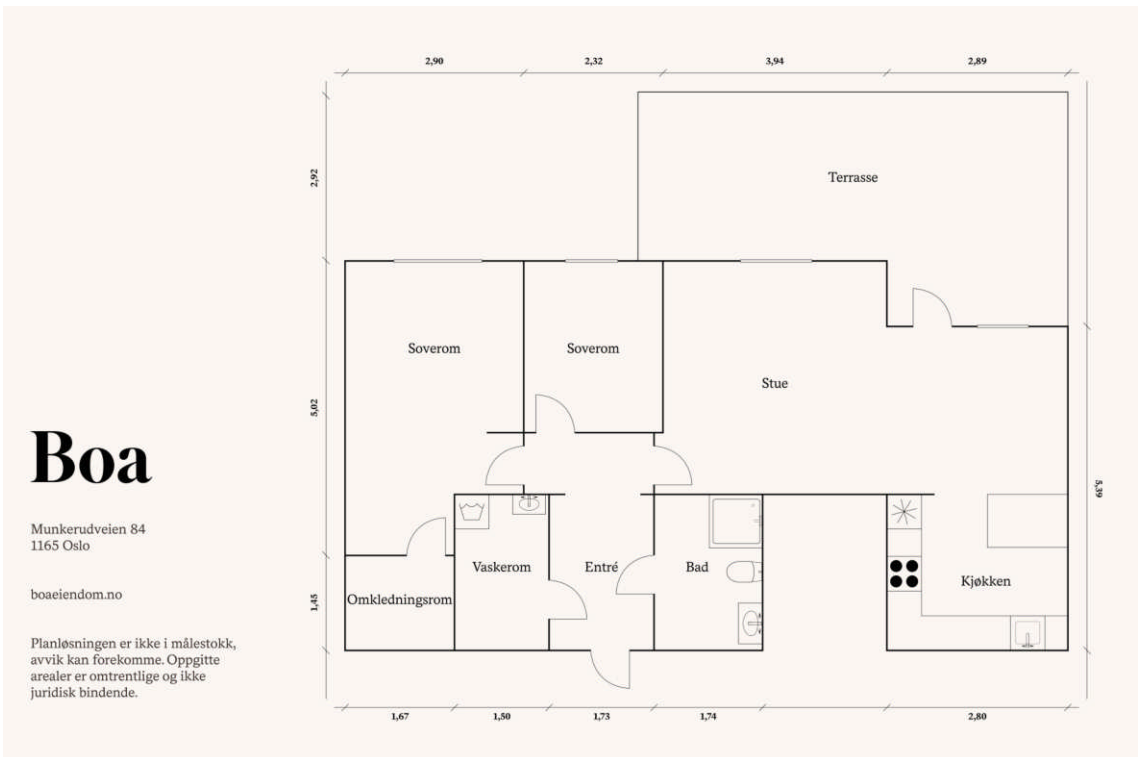 2,90
2,32
3,94
2,89
2,92
Terrasse
Soverom
Soverom
Stue
5,02
5,39
Boa
Munkerudveien 84
1165 Oslo
boaeiendom.no
Planløsningen er ikke i målestokk,
avvik kan forekomme. Oppgitte
arealer er omtrentlige og ikke
juridisk bindende.
Vaskerom
Entré
Bad
Kjøkken
Omkledningsrom
1,45
1,67
1,50
1,73
1,74
2,80